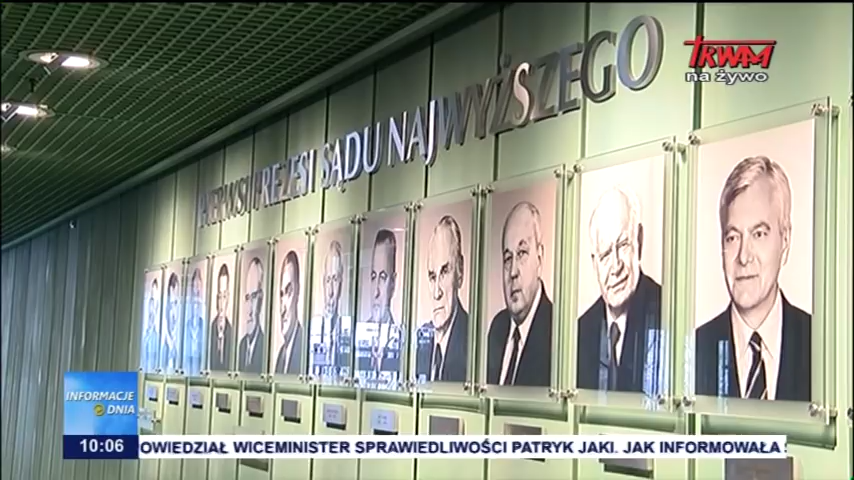 PIERWSI PREZESI SĄDU NAJWYŻSZEGO
TRWAM
na żywo
INFORMACJE
DNIA
10:06
OWIEDZIAŁ WICEMINISTER SPRAWIEDLIWOŚCI PATRYK JAKI. JAK INFORMOWAŁA